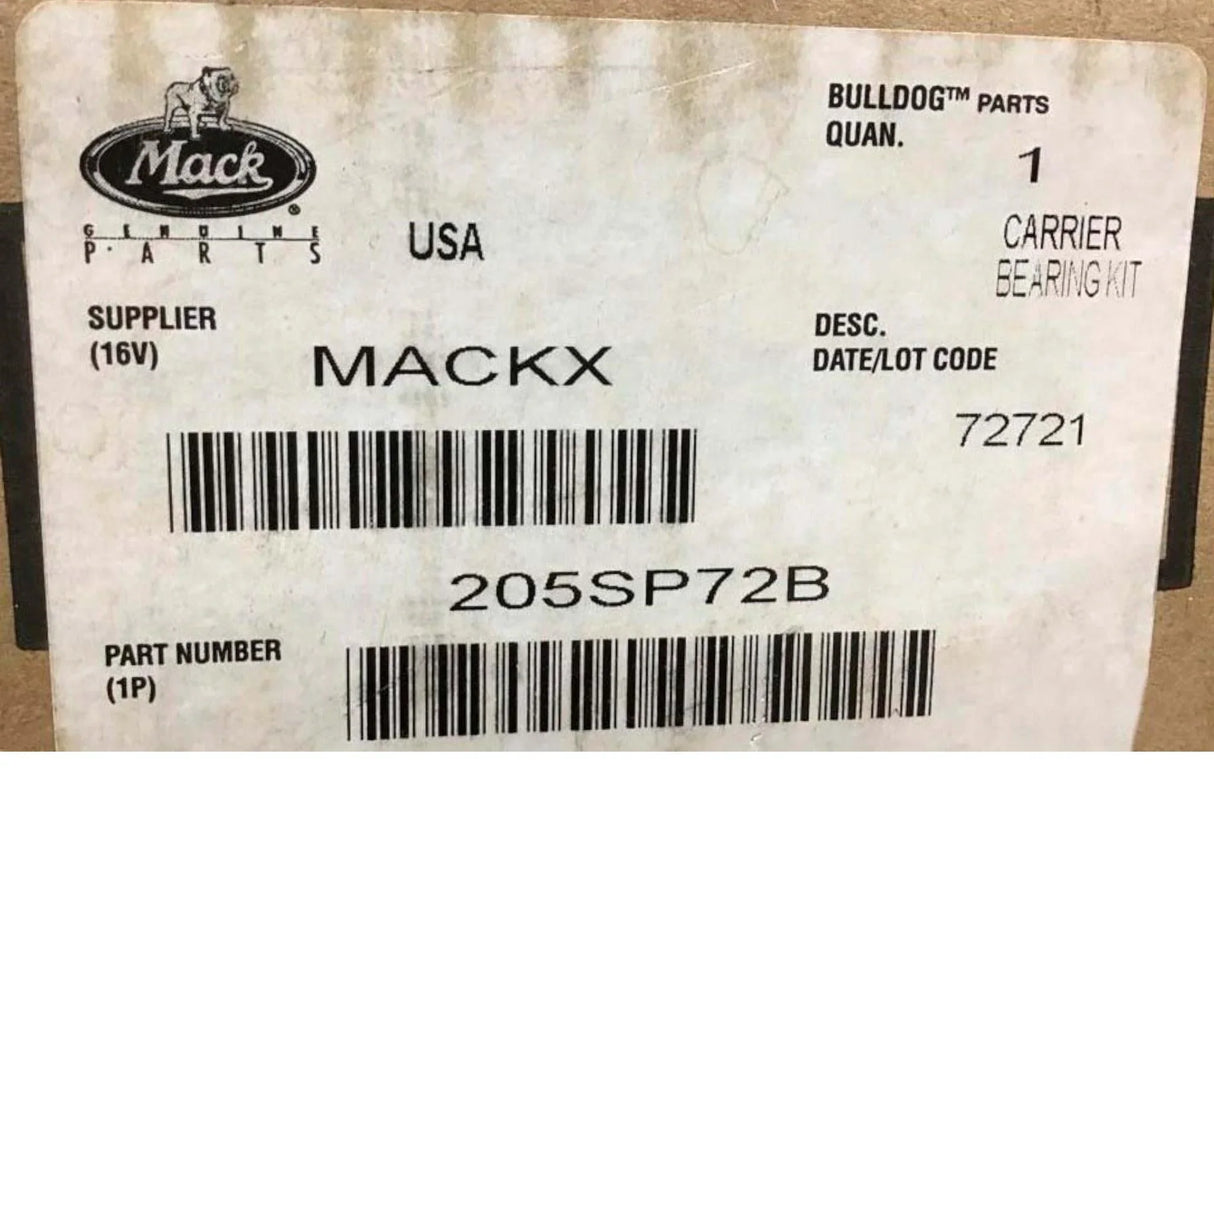 Mack
®
GENUINE
P·ARTS
USA
BULLDOG™ PARTS
QUAN.
1
CARRIER
BEARING KIT
SUPPLIER
(16V)
MACKX
DESC.
DATE/LOT CODE
72721
205SP72B
PART NUMBER
(1P)